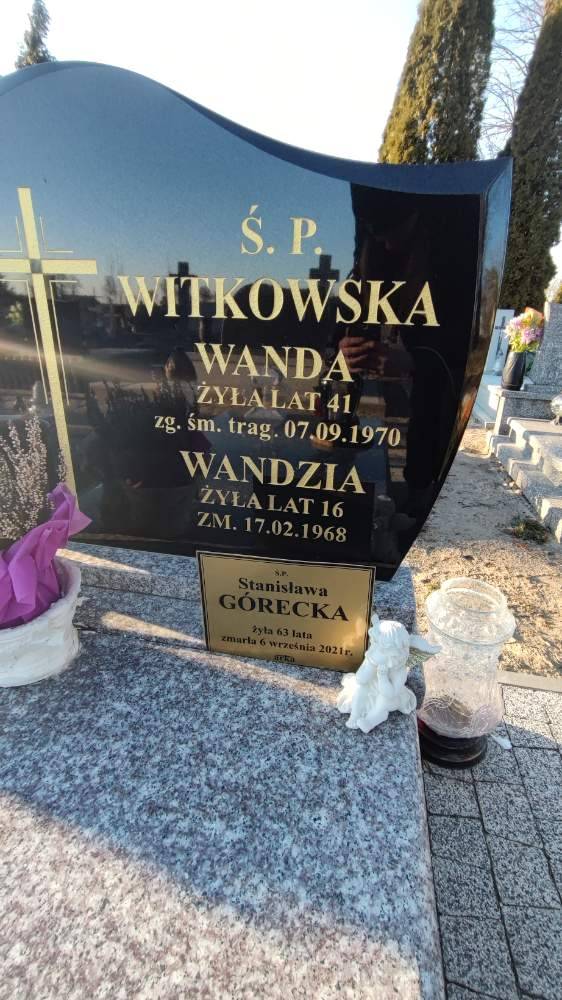 Ś. P.
WITKOWSKA
WANDA
ŻYŁA LAT 41
zg. śm. trag. 07.09.1970
WANDZIA
ŻYŁA LAT 16
ZM. 17.02.1968
Ś.P.
Stanisława
GÓRECKA
żyła 63 lata
zmarła 6 września 2021r.
arka